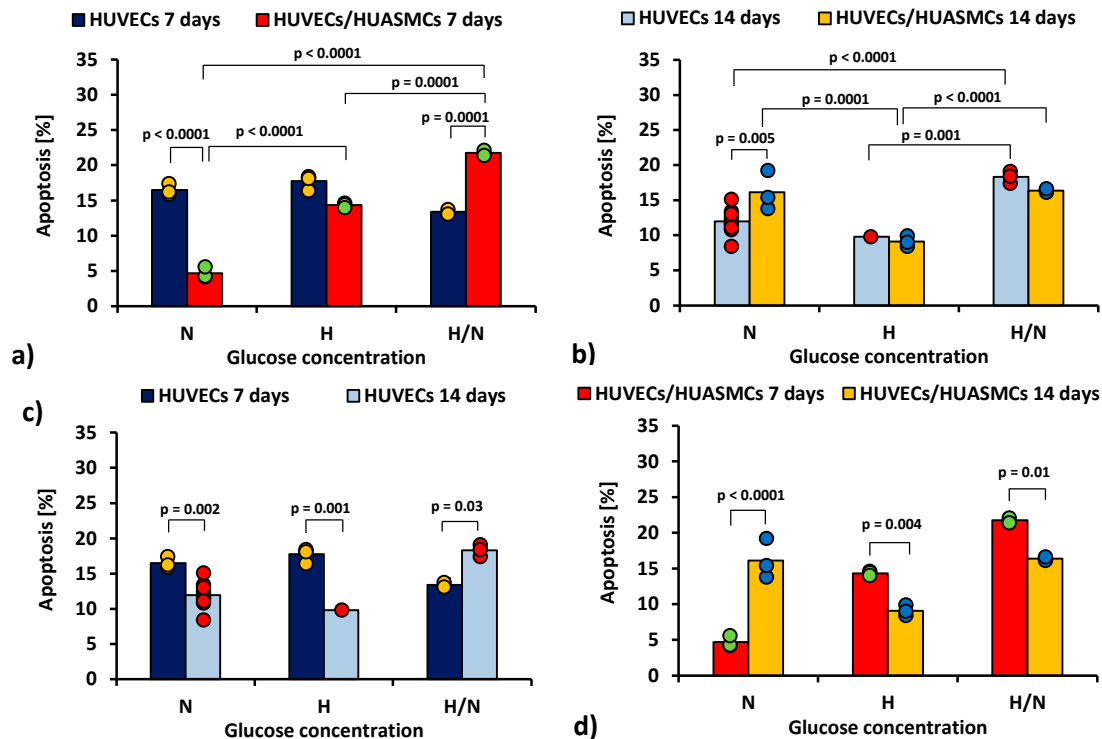 HUVECs 7 days HUVECs/HUASMCs 7 days
35
30
25
20
15
10
5
0
Apoptosis [%]
p < 0.0001
p = 0.0001
p = 0.0001
p < 0.0001
p < 0.0001
N H H/N
Glucose concentration
a)
HUVECs 14 days HUVECs/HUASMCs 14 days
35
30
25
20
15
10
5
0
Apoptosis [%]
p < 0.0001
p = 0.0001
p < 0.0001
p = 0.005
p = 0.001
N H H/N
Glucose concentration
b)
c)
HUVECs 7 days HUVECs 14 days
35
30
25
20
15
10
5
0
Apoptosis [%]
p = 0.002
p = 0.001
p = 0.03
N H H/N
Glucose concentration
HUVECs/HUASMCs 7 days HUVECs/HUASMCs 14 days
35
30
25
20
15
10
5
0
Apoptosis [%]
p < 0.0001
p = 0.004
p = 0.01
N H H/N
Glucose concentration
d)